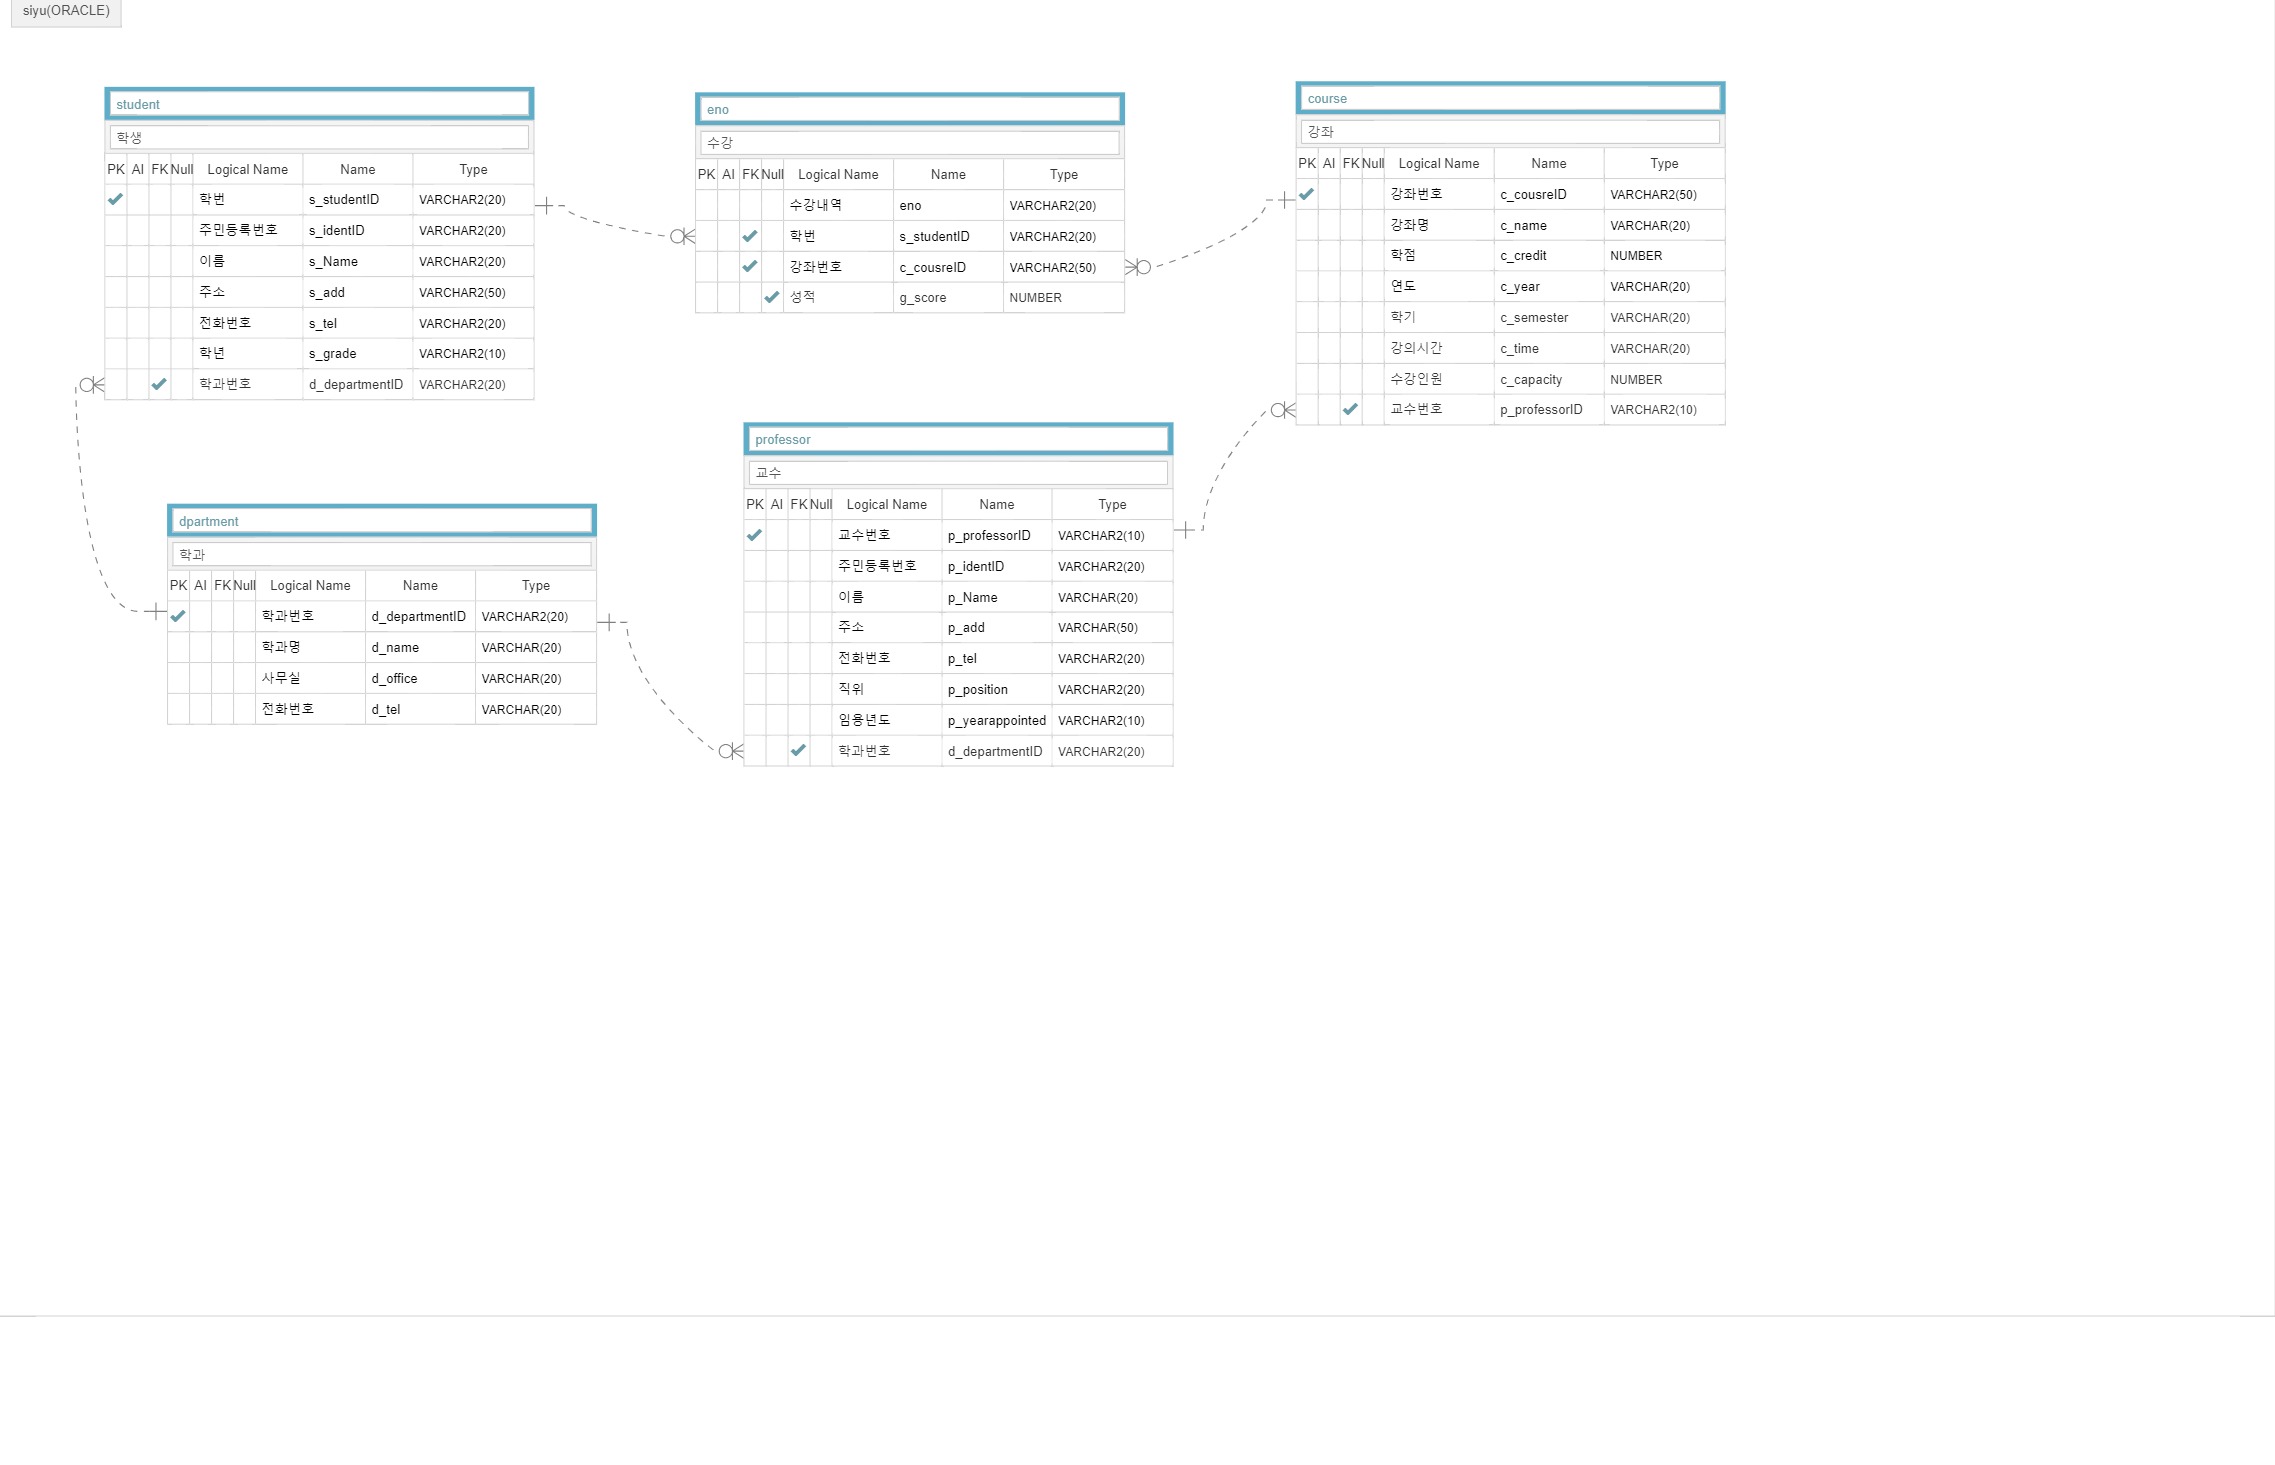 siyu(ORACLE)
student
학생
PK AI FK Null Logical Name Name Type
학번 s_studentID VARCHAR2(20)
주민등록번호 s_identID VARCHAR2(20)
이름 s_Name VARCHAR2(20)
주소 s_add VARCHAR2(50)
전화번호 s_tel VARCHAR2(20)
학년 s_grade VARCHAR2(10)
학과번호 d_departmentID VARCHAR2(20)
eno
수강
PK AI FK Null Logical Name Name Type
수강내역 eno VARCHAR2(20)
학번 s_studentID VARCHAR2(20)
강좌번호 c_cousreID VARCHAR2(50)
성적 g_score NUMBER
course
강좌
PK AI FK Null Logical Name Name Type
강좌번호 c_cousreID VARCHAR2(50)
강좌명 c_name VARCHAR(20)
학점 c_credit NUMBER
연도 c_year VARCHAR(20)
학기 c_semester VARCHAR(20)
강의시간 c_time VARCHAR(20)
수강인원 c_capacity NUMBER
교수번호 p_professorID VARCHAR2(10)
dpartment
학과
PK AI FK Null Logical Name Name Type
학과번호 d_departmentID VARCHAR2(20)
학과명 d_name VARCHAR(20)
사무실 d_office VARCHAR(20)
전화번호 d_tel VARCHAR(20)
professor
교수
PK AI FK Null Logical Name Name Type
교수번호 p_professorID VARCHAR2(10)
주민등록번호 p_identID VARCHAR2(20)
이름 p_Name VARCHAR(20)
주소 p_add VARCHAR(50)
전화번호 p_tel VARCHAR2(20)
직위 p_position VARCHAR2(20)
임용년도 p_yearappointed VARCHAR2(10)
학과번호 d_departmentID VARCHAR2(20)